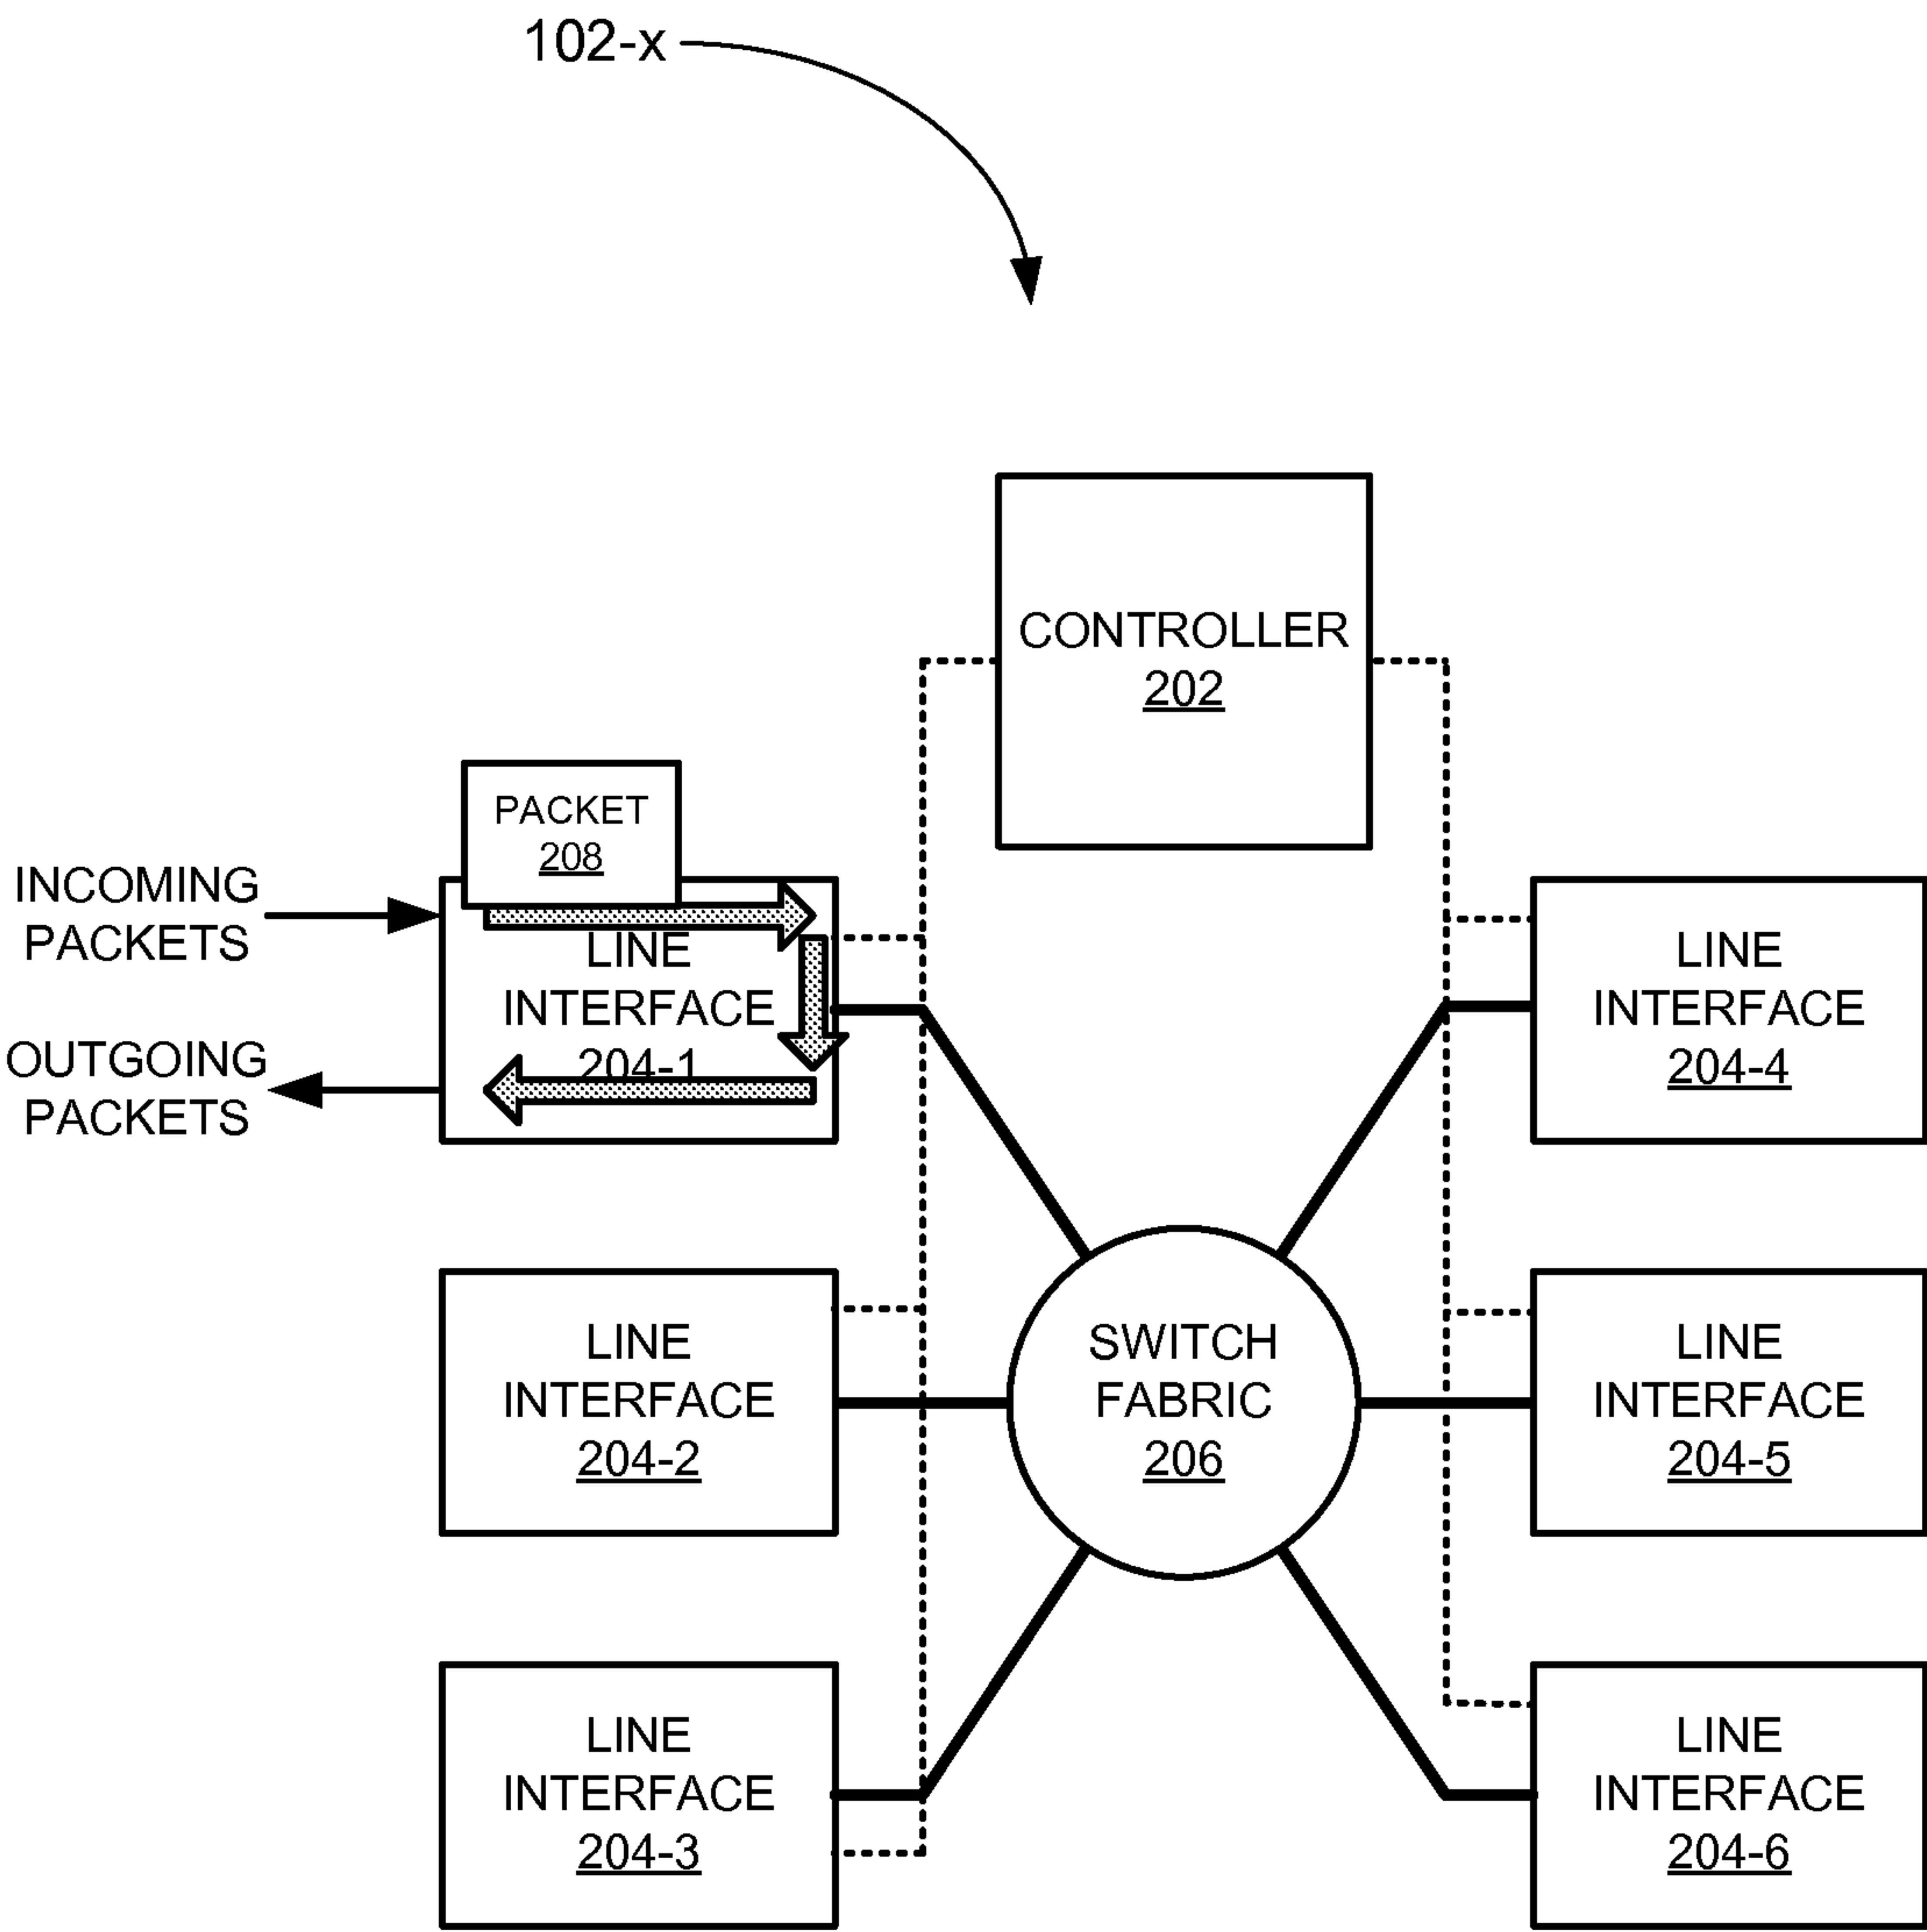 102-x
CONTROLLER
202
PACKET
208
INCOMING
PACKETS
LINE
INTERFACE
204-1
OUTGOING
PACKETS
LINE
INTERFACE
204-4
LINE
INTERFACE
204-2
SWITCH
FABRIC
206
LINE
INTERFACE
204-5
LINE
INTERFACE
204-3
LINE
INTERFACE
204-6